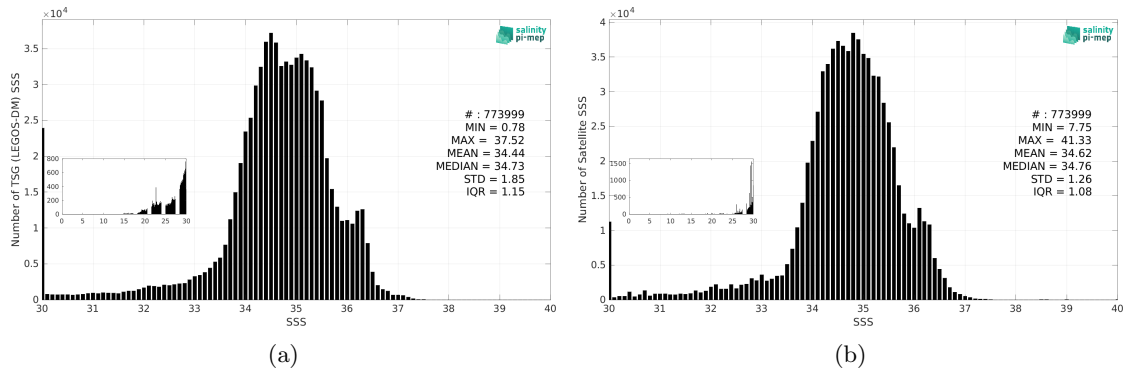 ×10⁴
salinity
pi-mep
Number of TSG (LEGOS-DM) SSS
3.5
3
2.5
2
1.5
1
0.5
0
# : 773999
MIN = 0.78
MAX = 37.52
MEAN = 34.44
MEDIAN = 34.73
STD = 1.85
IQR = 1.15
800
600
400
200
0
0 5 10 15 20 25 30
30 31 32 33 34 35 36 37 38 39 40
SSS
(a)
4 ×10⁴
salinity
pi-mep
Number of Satellite SSS
3.5
3
2.5
2
1.5
1
0.5
0
# : 773999
MIN = 7.75
MAX = 41.33
MEAN = 34.62
MEDIAN = 34.76
STD = 1.26
IQR = 1.08
1500
1000
500
0
0 5 10 15 20 25 30
30 31 32 33 34 35 36 37 38 39 40
SSS
(b)